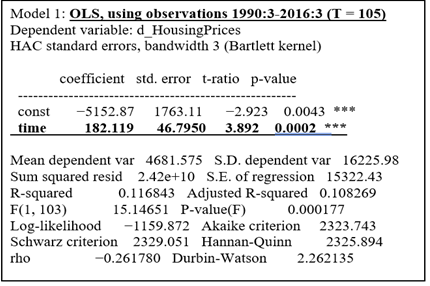 Model 1: OLS, using observations 1990:3-2016:3 (T = 105)
Dependent variable: d_HousingPrices
HAC standard errors, bandwidth 3 (Bartlett kernel)
coefficient std. error t-ratio p-value
-------------------------------------------------------
const −5152.87 1763.11 −2.923 0.0043 ***
time 182.119 46.7950 3.892 0.0002 ***
Mean dependent var 4681.575 S.D. dependent var 16225.98
Sum squared resid 2.42e+10 S.E. of regression 15322.43
R-squared 0.116843 Adjusted R-squared 0.108269
F(1, 103) 15.14651 P-value(F) 0.000177
Log-likelihood −1159.872 Akaike criterion 2323.743
Schwarz criterion 2329.051 Hannan-Quinn 2325.894
rho −0.261780 Durbin-Watson 2.262135